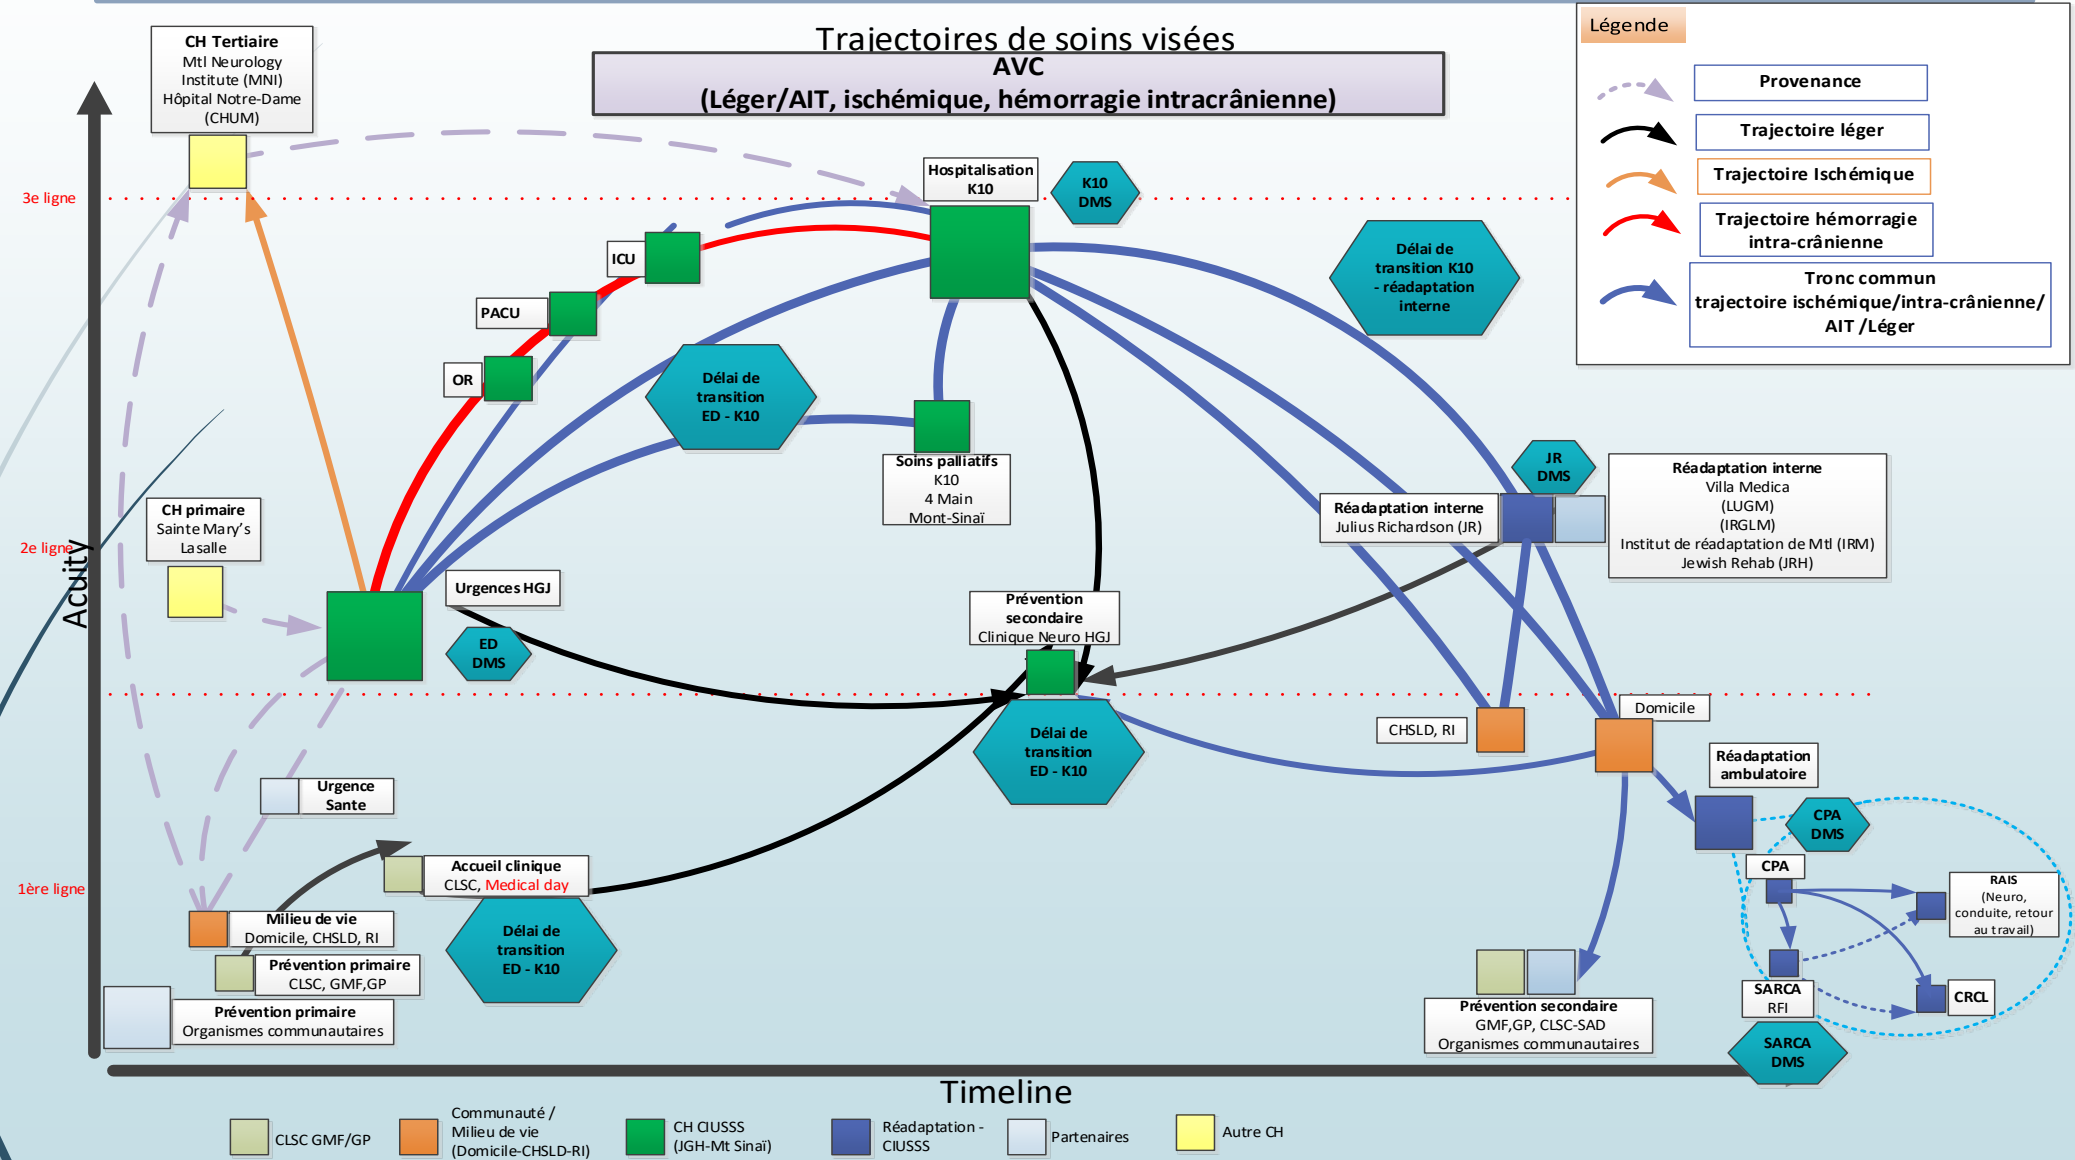 Trajectoires de soins visées
AVC
(Léger/AIT, ischémique, hémorragie intracrânienne)
Légende
Provenance
Trajectoire léger
Trajectoire Ischémique
Trajectoire hémorragie
intra-crânienne
Tronc commun
trajectoire ischémique/intra-crânienne/
AIT /Léger
CH Tertiaire
Mtl Neurology
Institute (MNI)
Hôpital Notre-Dame
(CHUM)
3e ligne
Hospitalisation
K10
K10
DMS
ICU
PACU
OR
Délai de
transition K10
- réadaptation
interne
Délai de
transition
ED - K10
Soins palliatifs
K10
4 Main
Mont-Sinaï
JR
DMS
Réadaptation interne
Julius Richardson (JR)
Réadaptation interne
Villa Medica
(LUGM)
(IRGLM)
Institut de réadaptation de Mtl (IRM)
Jewish Rehab (JRH)
CH primaire
Sainte Mary's
Lasalle
2e ligne
Acuity
Urgences HGJ
ED
DMS
Prévention
secondaire
Clinique Neuro HGJ
Délai de
transition
ED - K10
CHSLD, RI
Domicile
Réadaptation
ambulatoire
CPA
DMS
CPA
RAIS
(Neuro,
conduite, retour
au travail)
SARCA
RFI
CRCL
SARCA
DMS
Urgence
Sante
Accueil clinique
CLSC, Medical day
1ère ligne
Milieu de vie
Domicile, CHSLD, RI
Prévention primaire
CLSC, GMF,GP
Prévention primaire
Organismes communautaires
Délai de
transition
ED - K10
Prévention secondaire
GMF,GP, CLSC-SAD
Organismes communautaires
Timeline
CLSC GMF/GP
Communauté /
Milieu de vie
(Domicile-CHSLD-RI)
CH CIUSSS
(JGH-Mt Sinaï)
Réadaptation -
CIUSSS
Partenaires
Autre CH